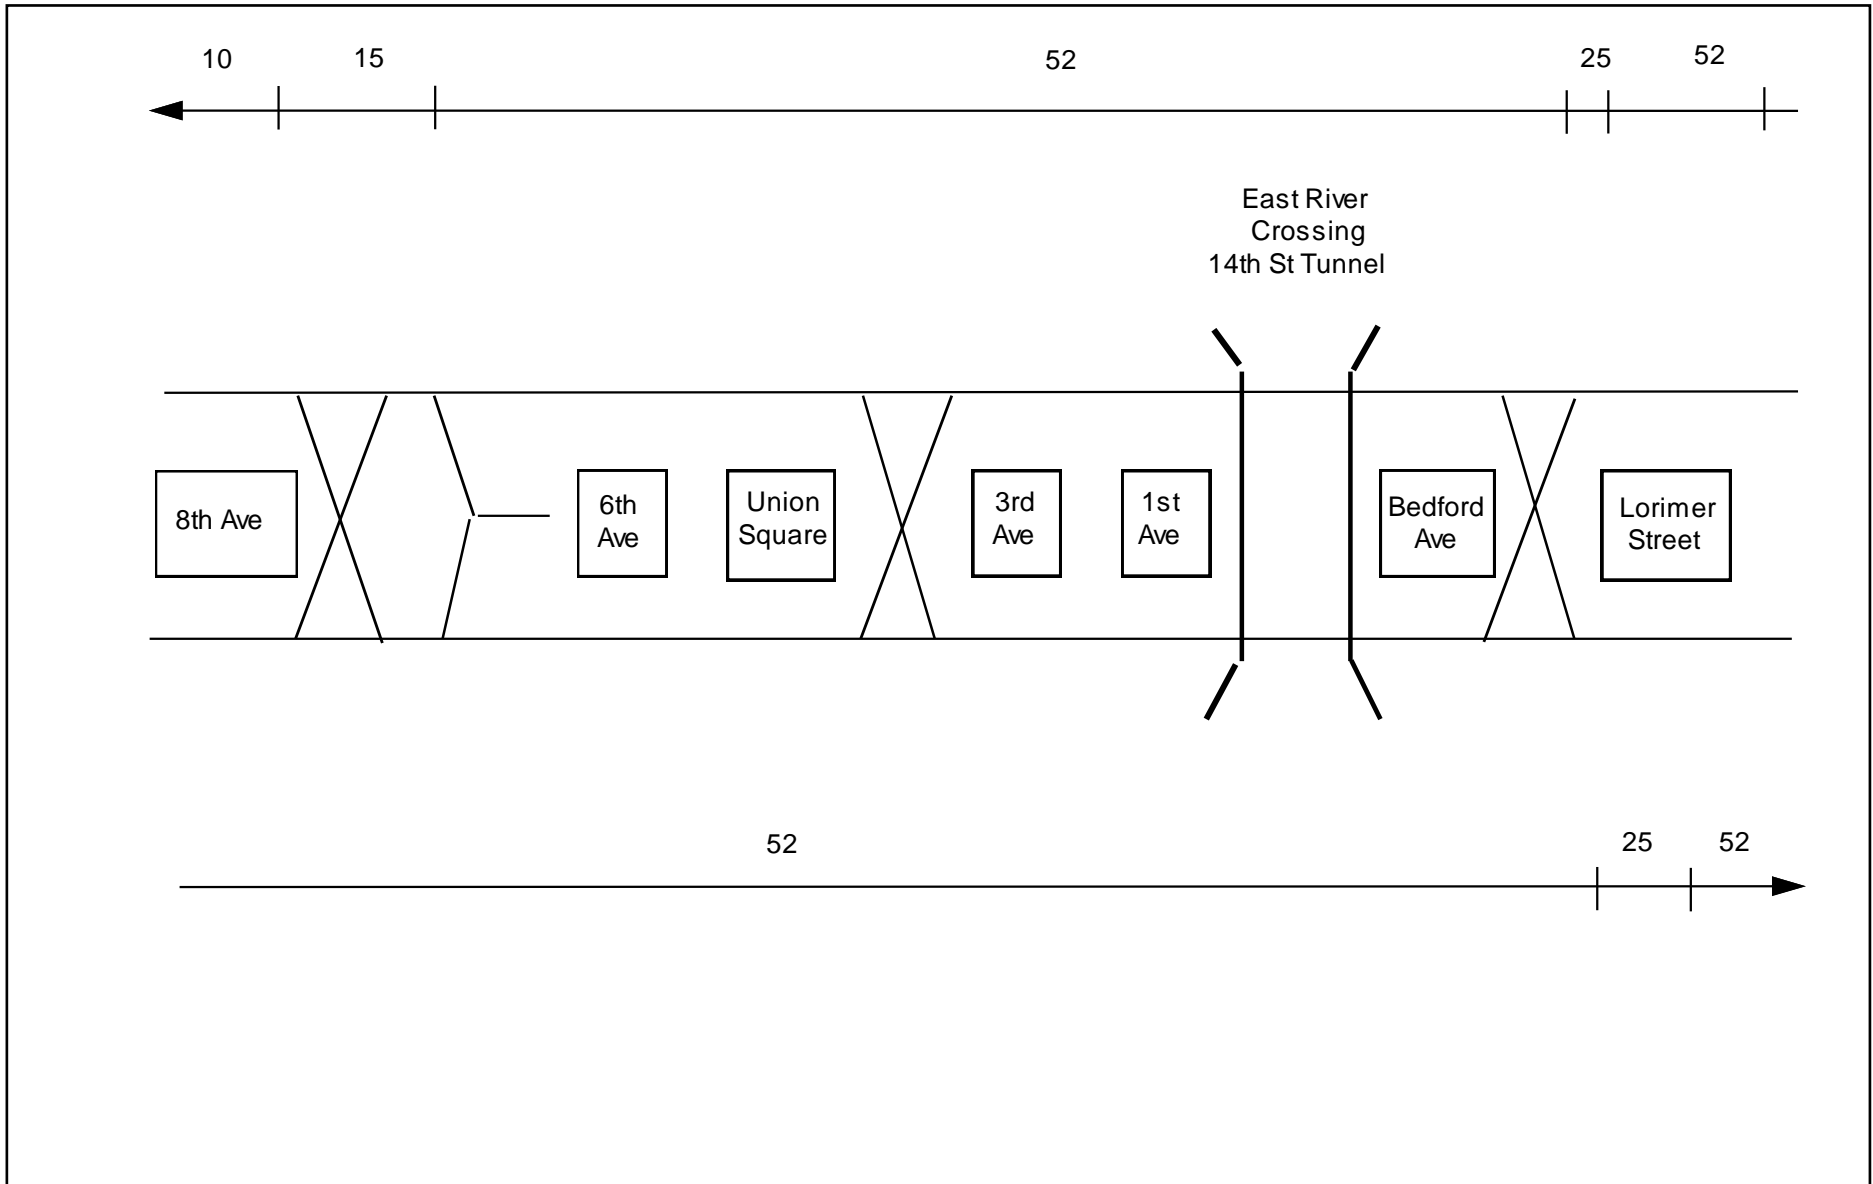 10
15
52
25
52
East River
Crossing
14th St Tunnel
8th Ave
6th
Ave
Union
Square
3rd
Ave
1st
Ave
Bedford
Ave
Lorimer
Street
52
25
52